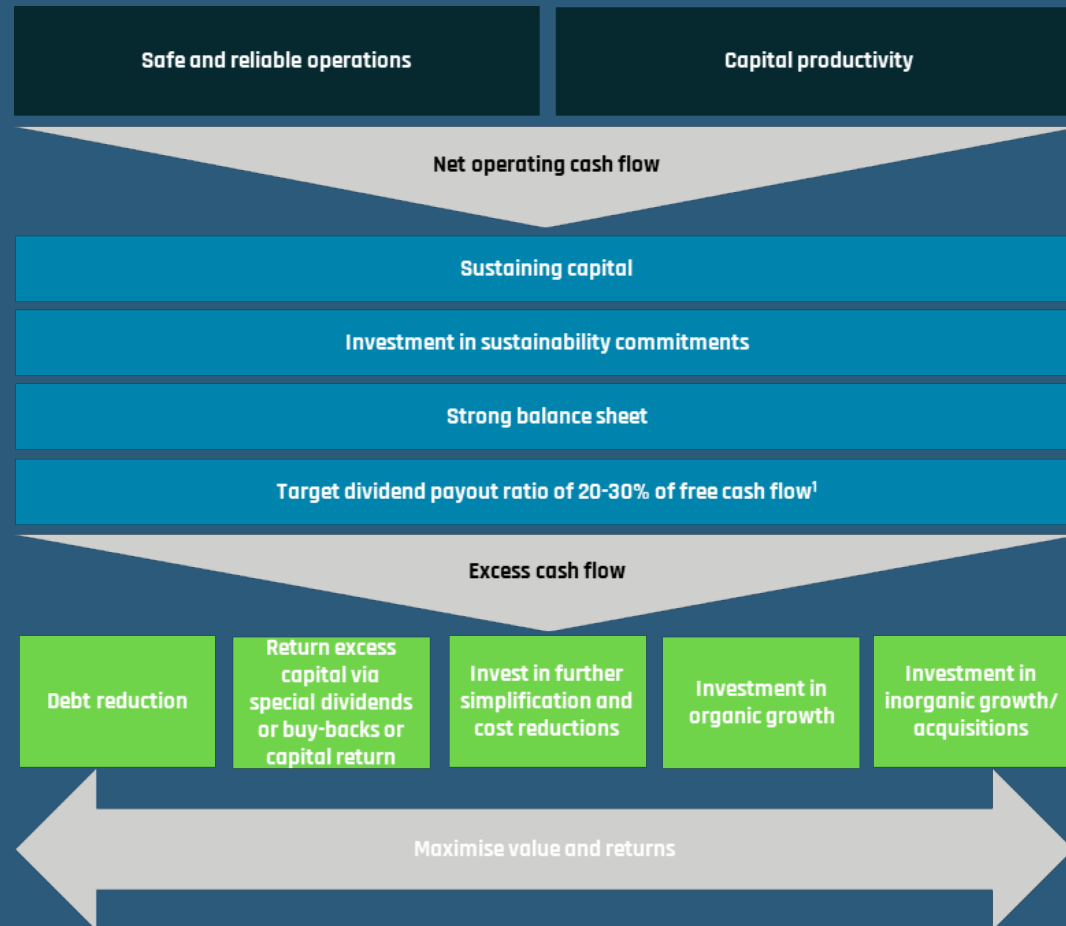 Safe and reliable operations
Capital productivity
Net operating cash flow
Sustaining capital
Investment in sustainability commitments
Strong balance sheet
Target dividend payout ratio of 20-30% of free cash flow¹
Excess cash flow
Debt reduction
Return excess
capital via
special dividends
or buy-backs or
capital return
Invest in further
simplification and
cost reductions
Investment in
organic growth
Investment in
inorganic growth/
acquisitions
Maximise value and returns